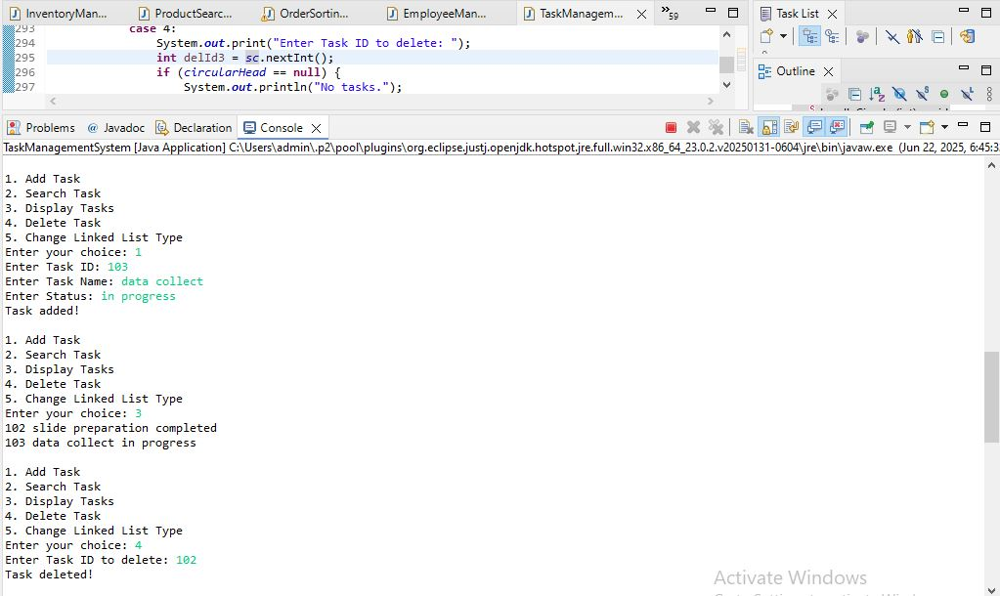 InventoryMan...
ProductSearc...
OrderSortin...
EmployeeMan...
TaskManagem...
»59
Task List
293 case 4:
294 System.out.print("Enter Task ID to delete: ");
295 int delId3 = sc.nextInt();
296 if (circularHead == null) {
297 System.out.println("No tasks.");
Outline
Problems
@ Javadoc
Declaration
Console
TaskManagementSystem [Java Application] C:\Users\admin\.p2\pool\plugins\org.eclipse.justj.openjdk.hotspot.jre.full.win32.x86_64_23.0.2.v20250131-0604\jre\bin\javaw.exe (Jun 22, 2025, 6:45:3
1. Add Task
2. Search Task
3. Display Tasks
4. Delete Task
5. Change Linked List Type
Enter your choice: 1
Enter Task ID: 103
Enter Task Name: data collect
Enter Status: in progress
Task added!
1. Add Task
2. Search Task
3. Display Tasks
4. Delete Task
5. Change Linked List Type
Enter your choice: 3
102 slide preparation completed
103 data collect in progress
1. Add Task
2. Search Task
3. Display Tasks
4. Delete Task
5. Change Linked List Type
Enter your choice: 4
Enter Task ID to delete: 102
Task deleted!
Activate Windows